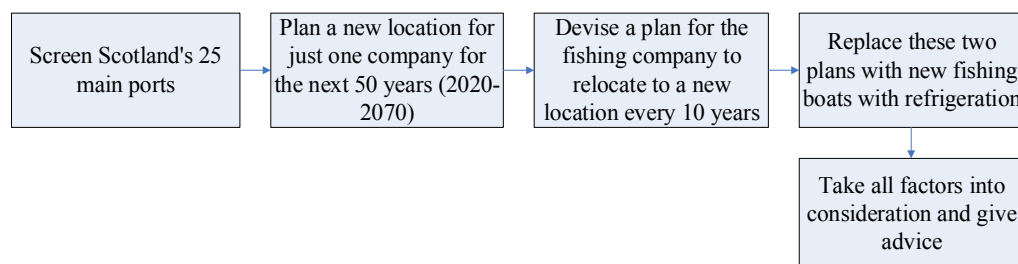 Screen Scotland's 25
main ports
Plan a new location for
just one company for
the next 50 years (2020-
2070)
Devise a plan for the
fishing company to
relocate to a new
location every 10 years
Replace these two
plans with new fishing
boats with refrigeration
Take all factors into
consideration and give
advice